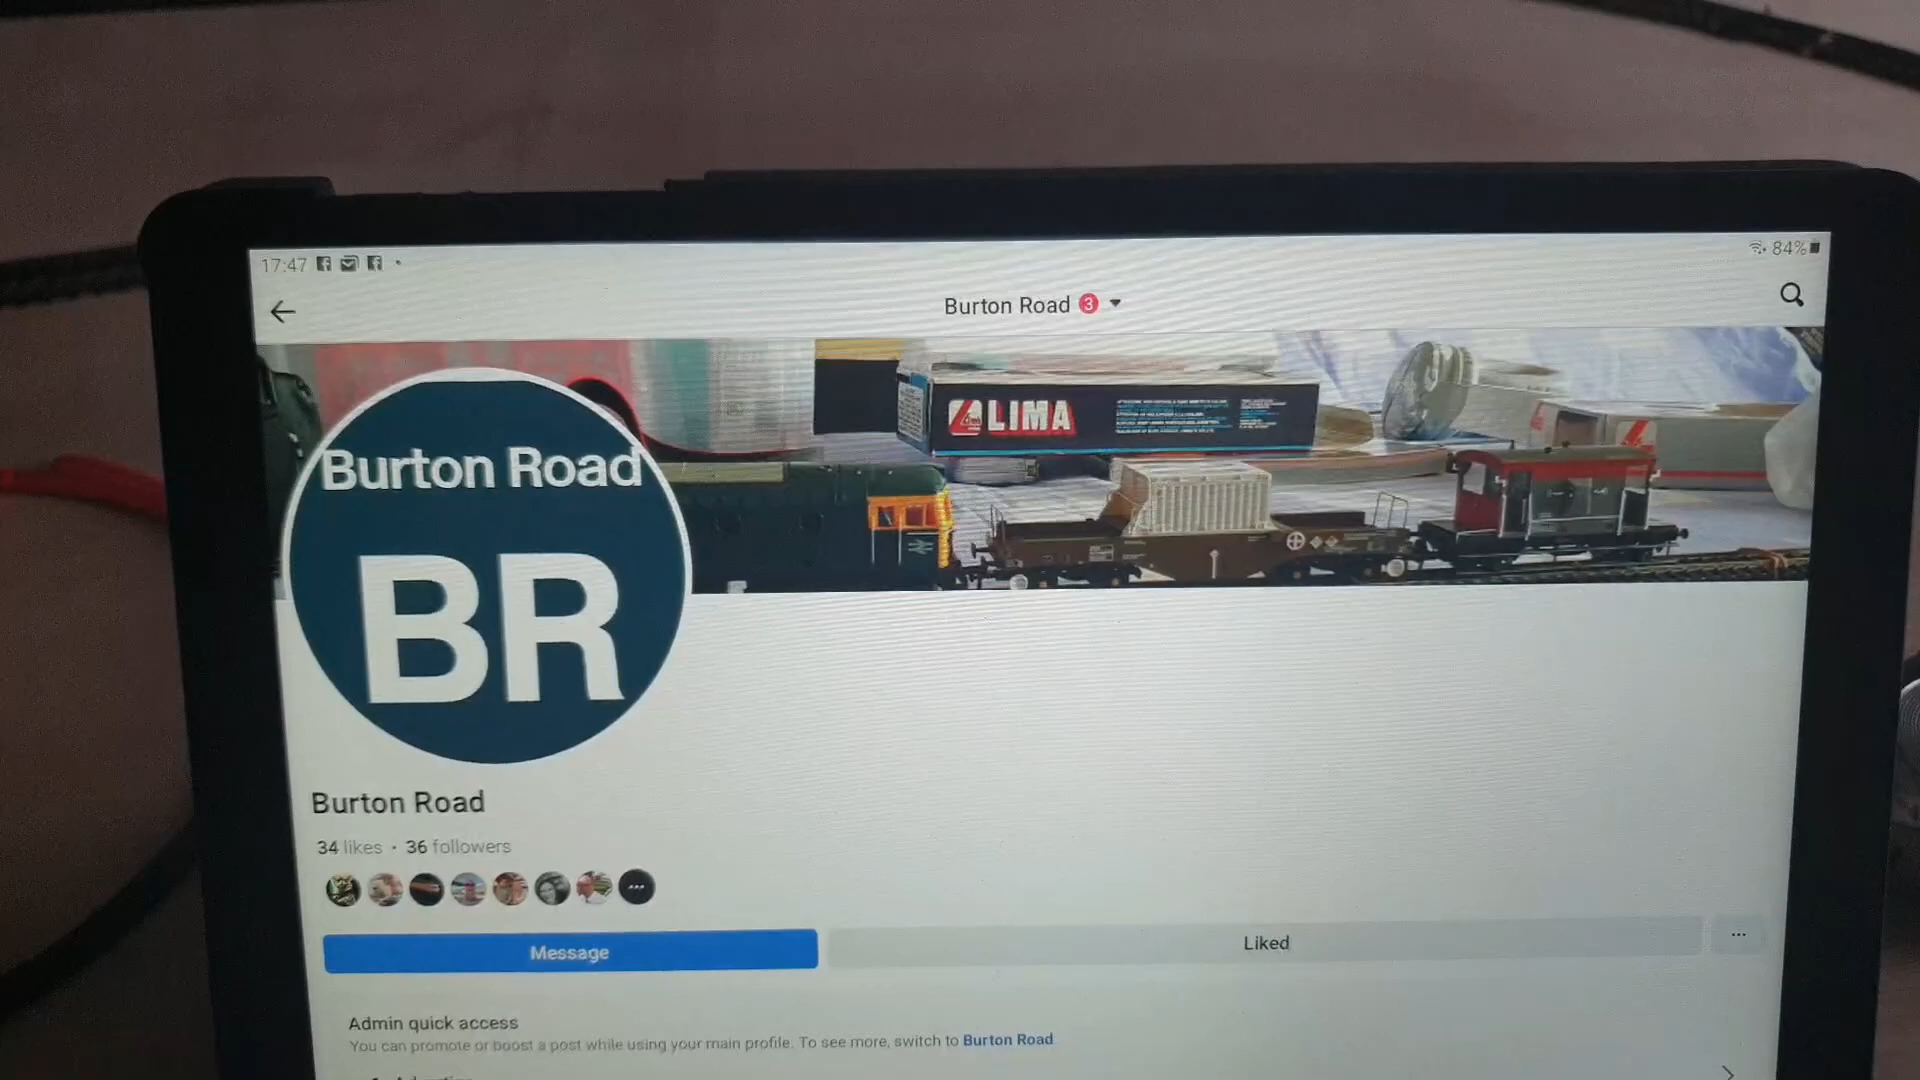 17:47
84%
Burton Road 3
LIMA
Burton Road
BR
Burton Road
34 likes · 36 followers
Message
Liked
Admin quick access
You can promote or boost a post while using your main profile. To see more, switch to Burton Road